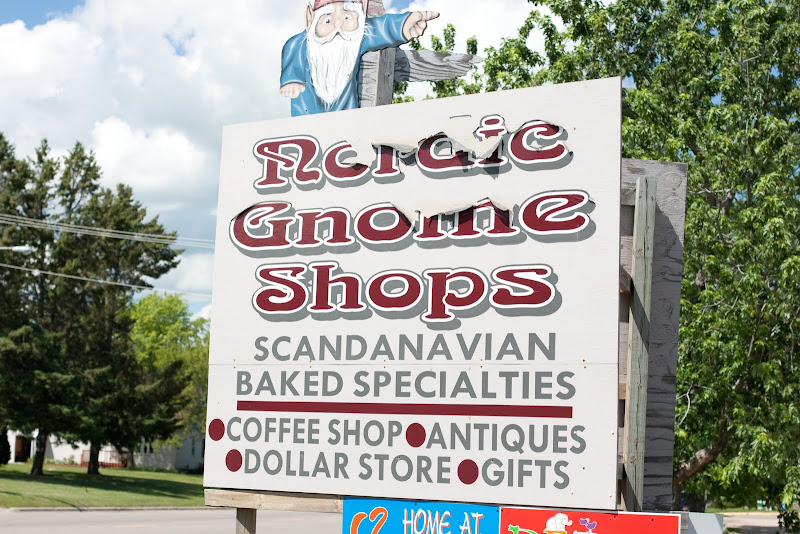 Nordic
Gnome
Shops
SCANDANAVIAN
BAKED SPECIALTIES
COFFEE SHOP ANTIQUES
DOLLAR STORE GIFTS
HOME AT